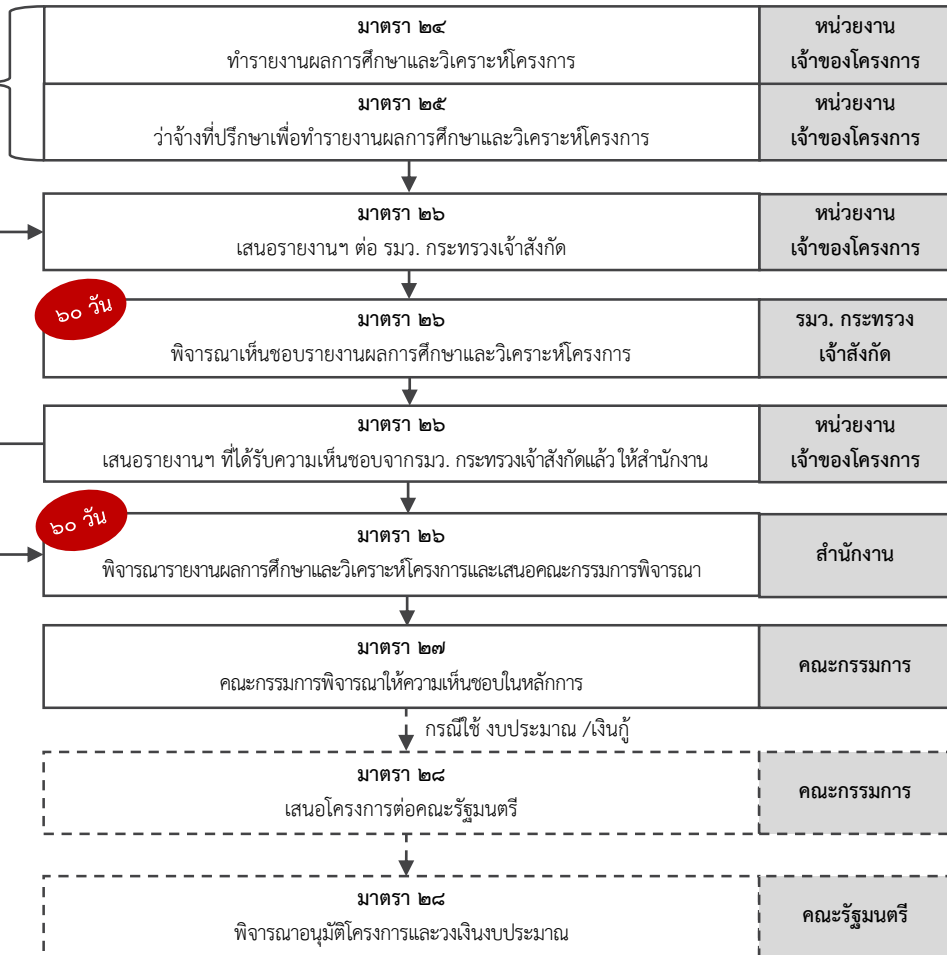 มาตรา ๒๔
ทำรายงานผลการศึกษาและวิเคราะห์โครงการ
หน่วยงาน
เจ้าของโครงการ
มาตรา ๒๕
ว่าจ้างที่ปรึกษาเพื่อทำรายงานผลการศึกษาและวิเคราะห์โครงการ
หน่วยงาน
เจ้าของโครงการ
มาตรา ๒๖
เสนอรายงานฯ ต่อ รมว. กระทรวงเจ้าสังกัด
หน่วยงาน
เจ้าของโครงการ
๖๐ วัน
มาตรา ๒๖
พิจารณาเห็นชอบรายงานผลการศึกษาและวิเคราะห์โครงการ
รมว. กระทรวง
เจ้าสังกัด
มาตรา ๒๖
เสนอรายงานฯ ที่ได้รับความเห็นชอบจากรมว. กระทรวงเจ้าสังกัดแล้ว ให้สำนักงาน
หน่วยงาน
เจ้าของโครงการ
๖๐ วัน
มาตรา ๒๖
พิจารณารายงานผลการศึกษาและวิเคราะห์โครงการและเสนอคณะกรรมการพิจารณา
สำนักงาน
มาตรา ๒๗
คณะกรรมการพิจารณาให้ความเห็นชอบในหลักการ
คณะกรรมการ
กรณีใช้ งบประมาณ /เงินกู้
มาตรา ๒๘
เสนอโครงการต่อคณะรัฐมนตรี
คณะกรรมการ
มาตรา ๒๘
พิจารณาอนุมัติโครงการและวงเงินงบประมาณ
คณะรัฐมนตรี